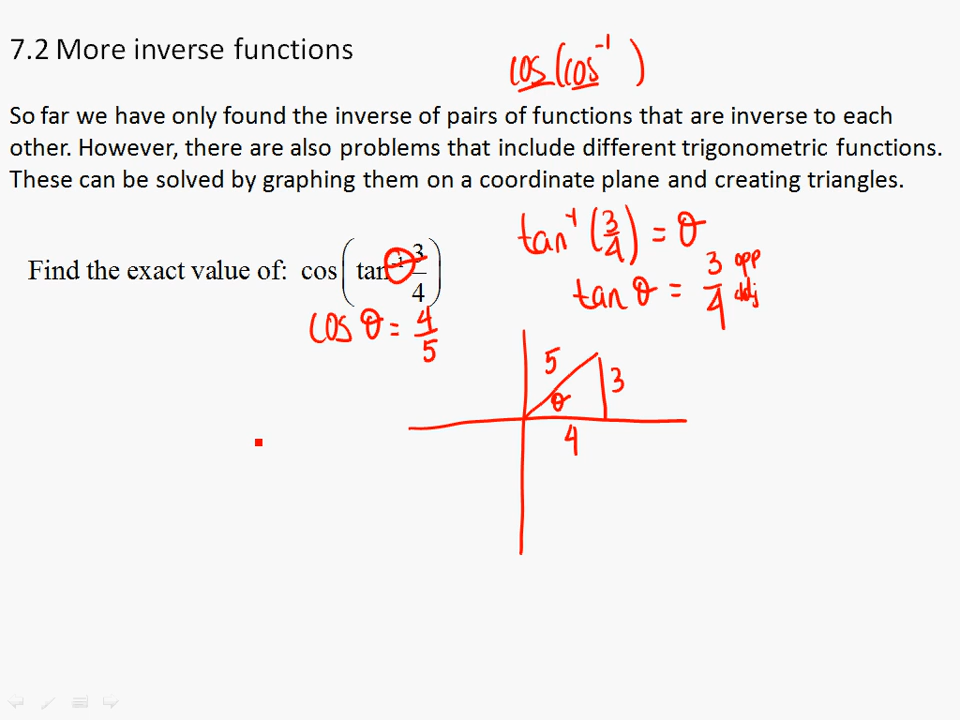 7.2 More inverse functions
cos(cos⁻¹ )
So far we have only found the inverse of pairs of functions that are inverse to each
other. However, there are also problems that include different trigonometric functions.
These can be solved by graphing them on a coordinate plane and creating triangles.
tan⁻¹(3/4) = θ
Find the exact value of: cos(tan⁻¹ 3/4)
θ
tan θ = 3/4 opp adj
cos θ = 4/5
5
3
θ
4